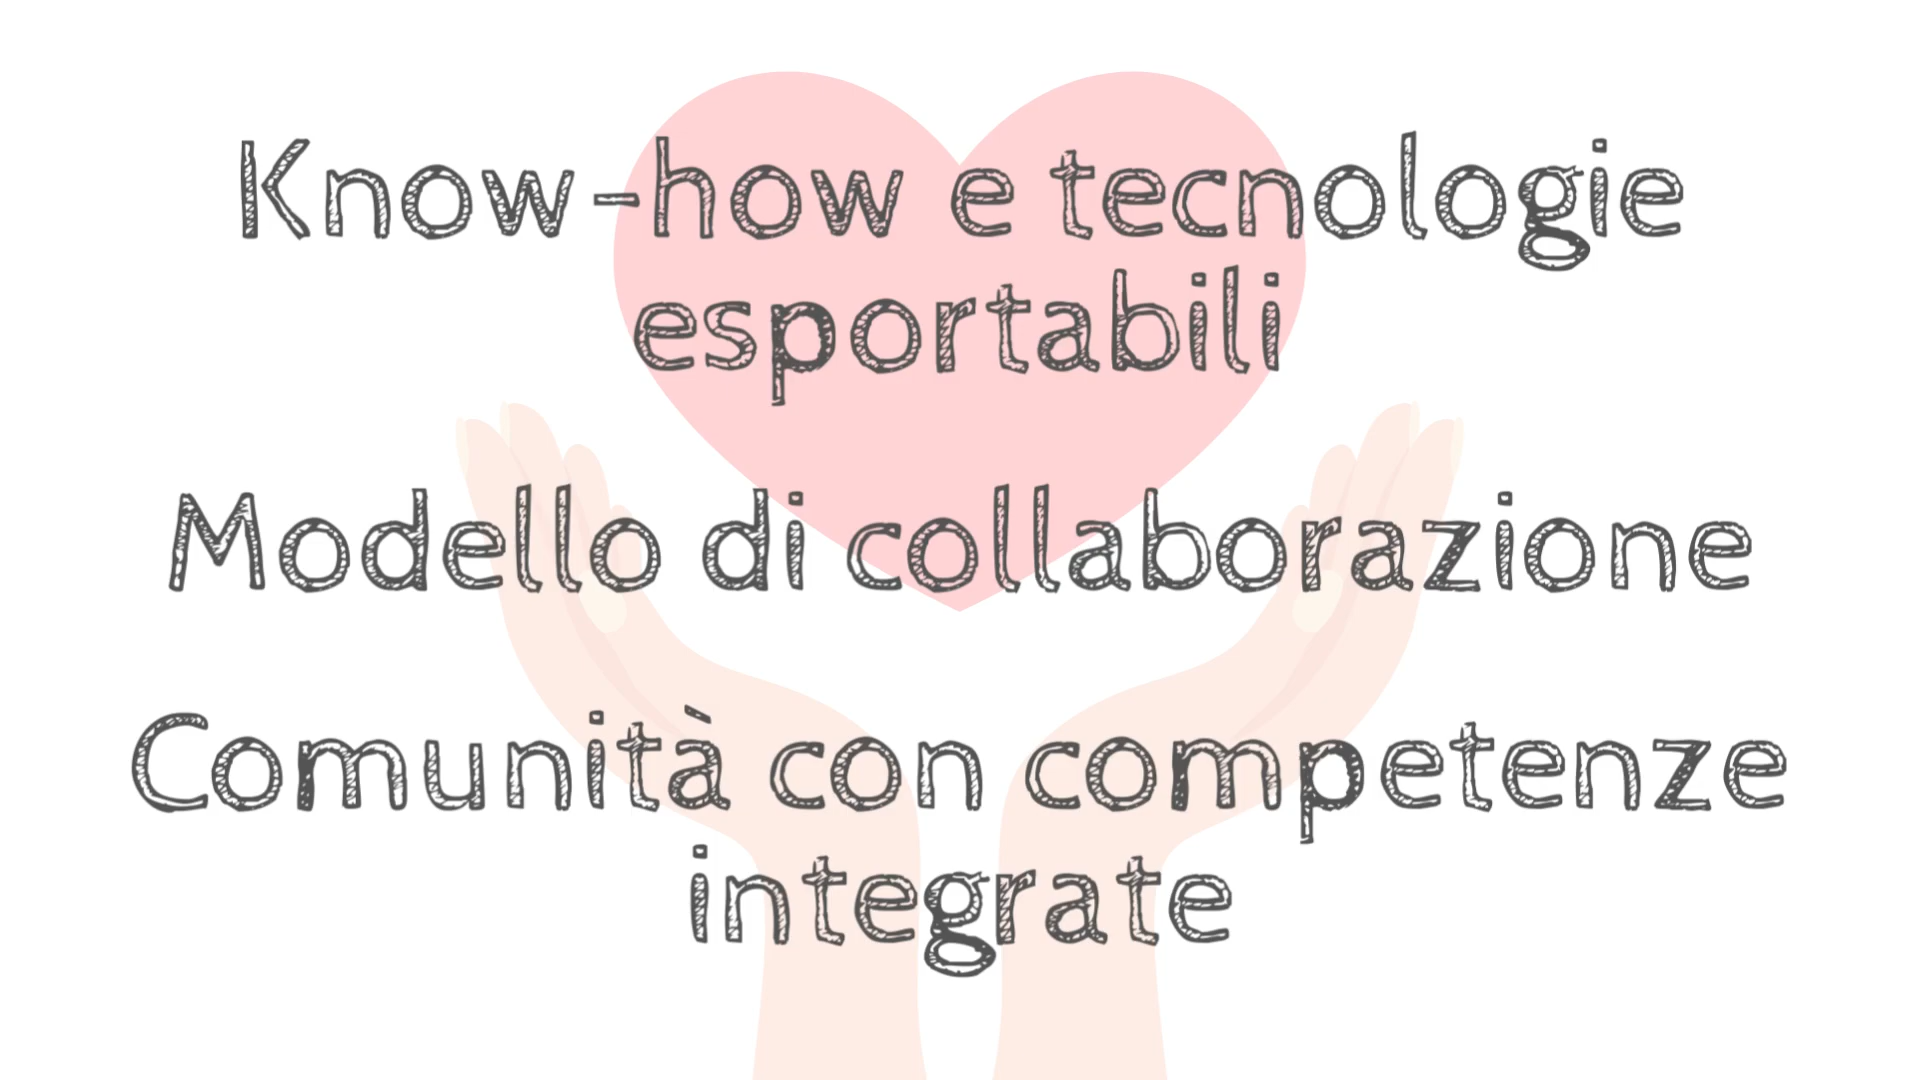 Know-how e tecnologie
esportabili
Modello di collaborazione
Comunità con competenze
integrate